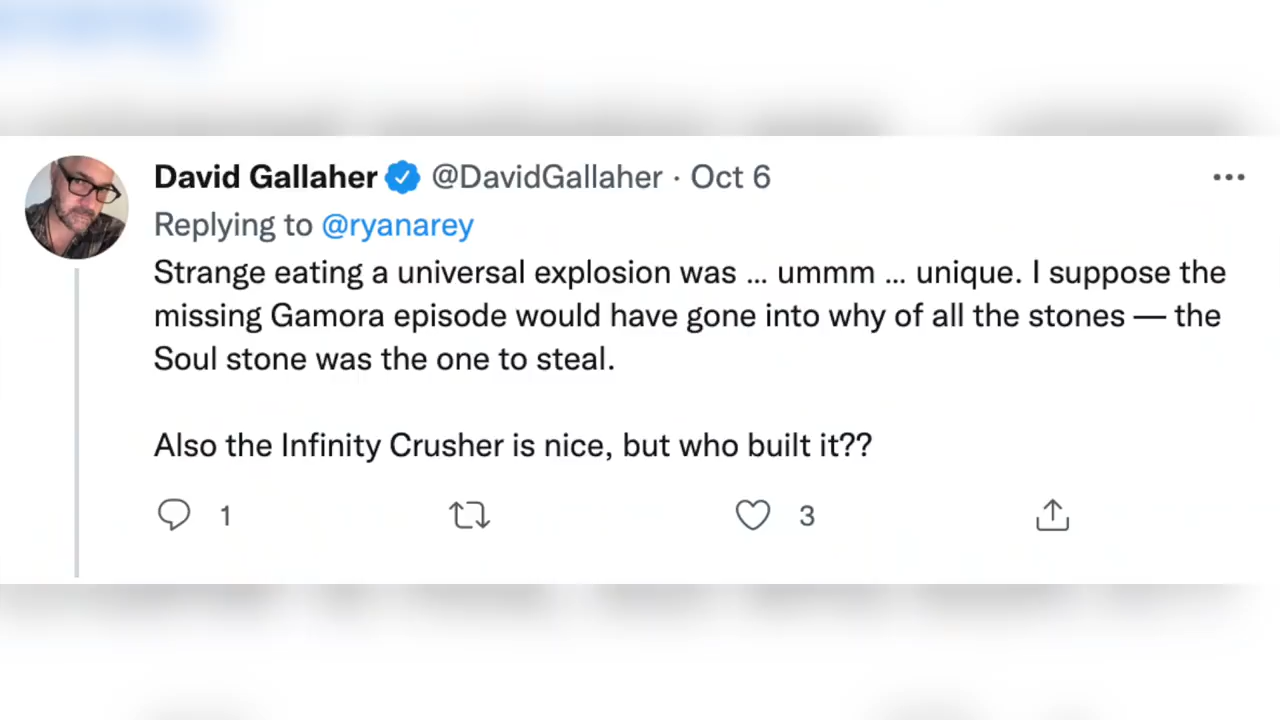 David Gallaher @DavidGallaher · Oct 6
Replying to @ryanarey
Strange eating a universal explosion was ... ummm ... unique. I suppose the
missing Gamora episode would have gone into why of all the stones — the
Soul stone was the one to steal.
Also the Infinity Crusher is nice, but who built it??
1 3